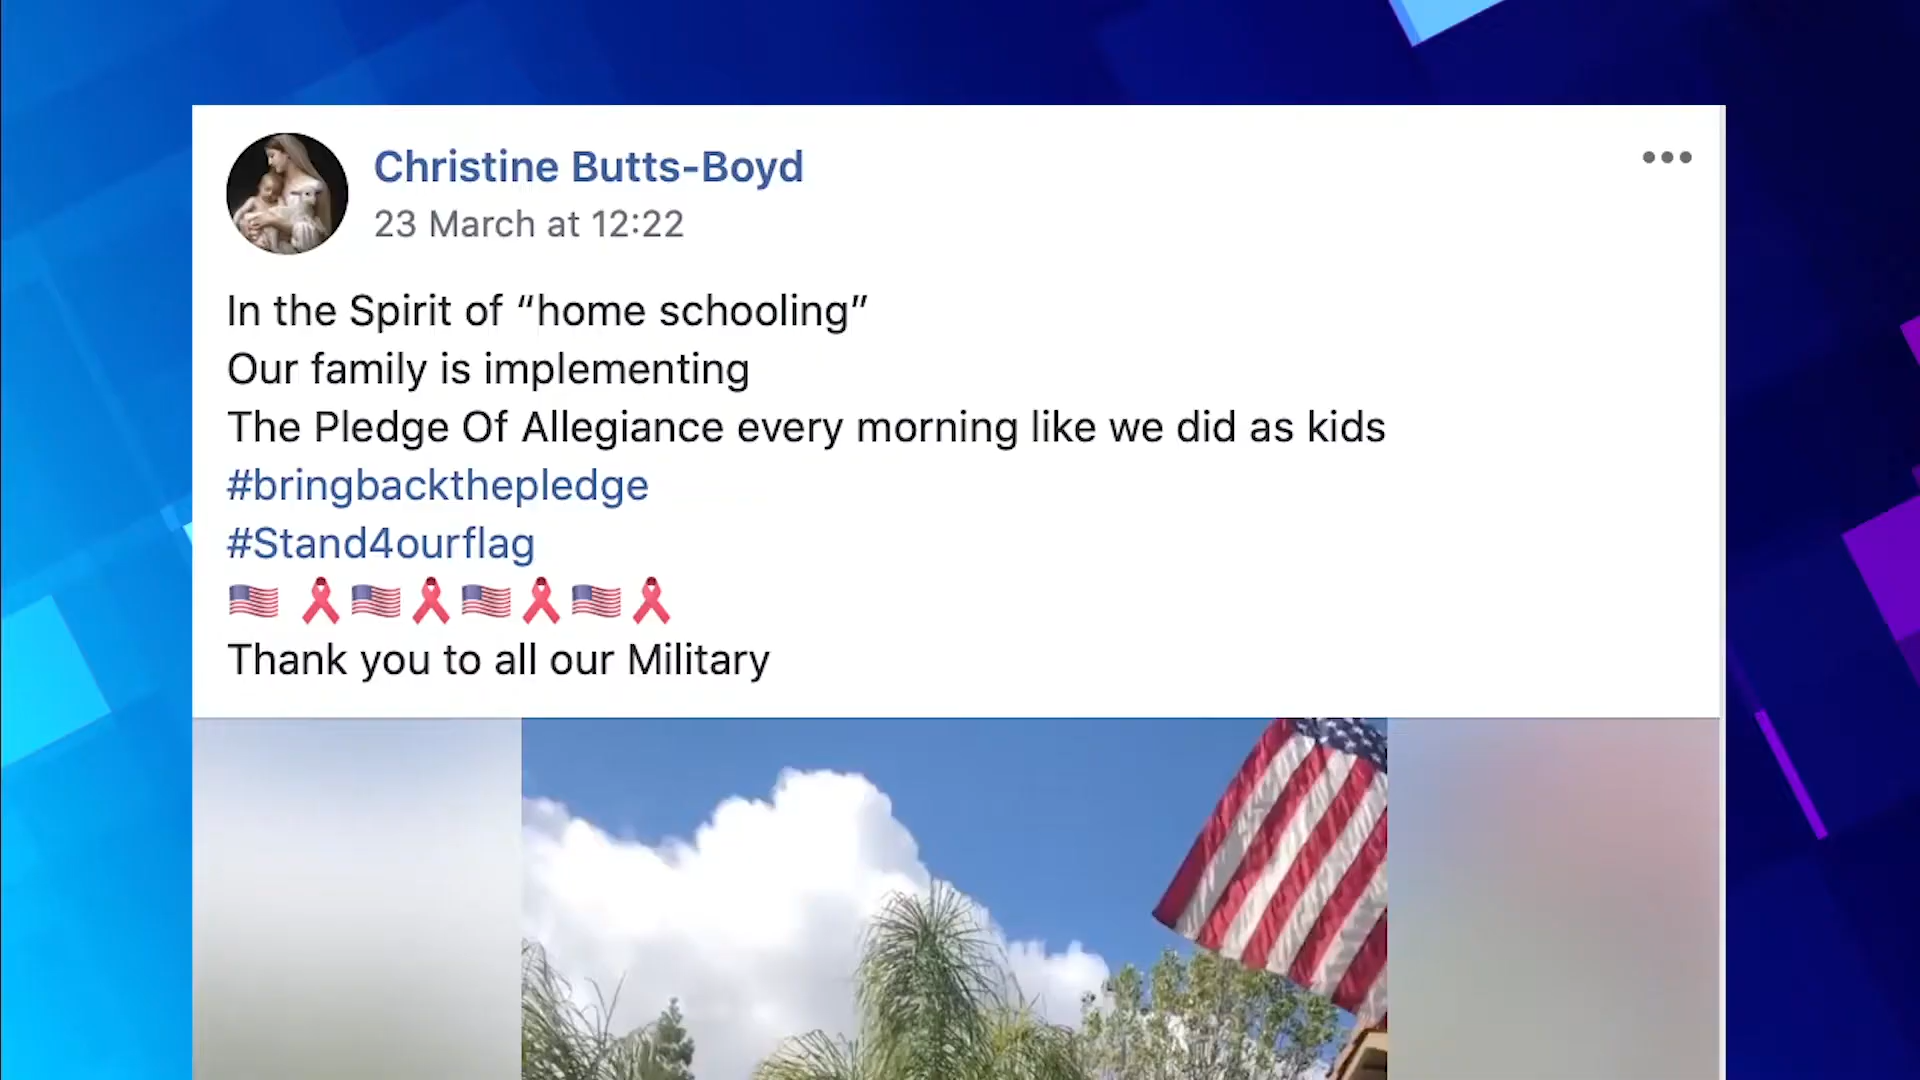 Christine Butts-Boyd
23 March at 12:22
In the Spirit of “home schooling”
Our family is implementing
The Pledge Of Allegiance every morning like we did as kids
#bringbackthepledge
#Stand4ourflag
🇺🇸 🎗🇺🇸🎗🇺🇸🎗🇺🇸🎗
Thank you to all our Military